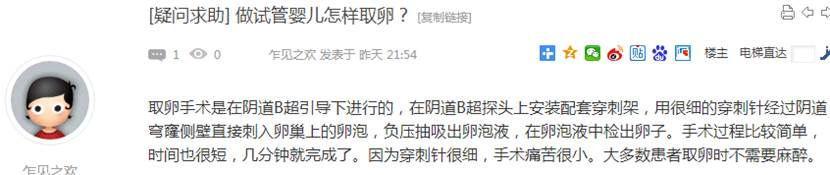 [疑问求助] 做试管婴儿怎样取卵？ [复制链接]
1 0 乍见之欢 发表于 昨天 21:54 贴 楼主 电梯直达
取卵手术是在阴道B超引导下进行的，在阴道B超探头上安装配套穿刺架，用很细的穿刺针经过阴道
穹窿侧壁直接刺入卵巢上的卵泡，负压抽吸出卵泡液，在卵泡液中检出卵子。手术过程比较简单，
时间也很短，几分钟就完成了。因为穿刺针很细，手术痛苦很小。大多数患者取卵时不需要麻醉。
乍见之欢